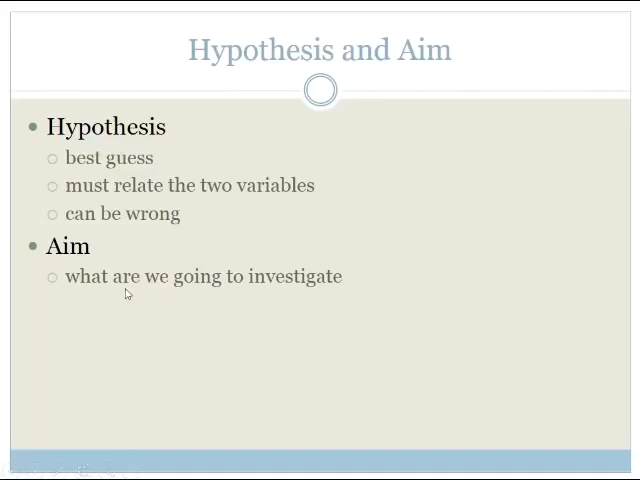 Hypothesis and Aim
Hypothesis
best guess
must relate the two variables
can be wrong
Aim
what are we going to investigate